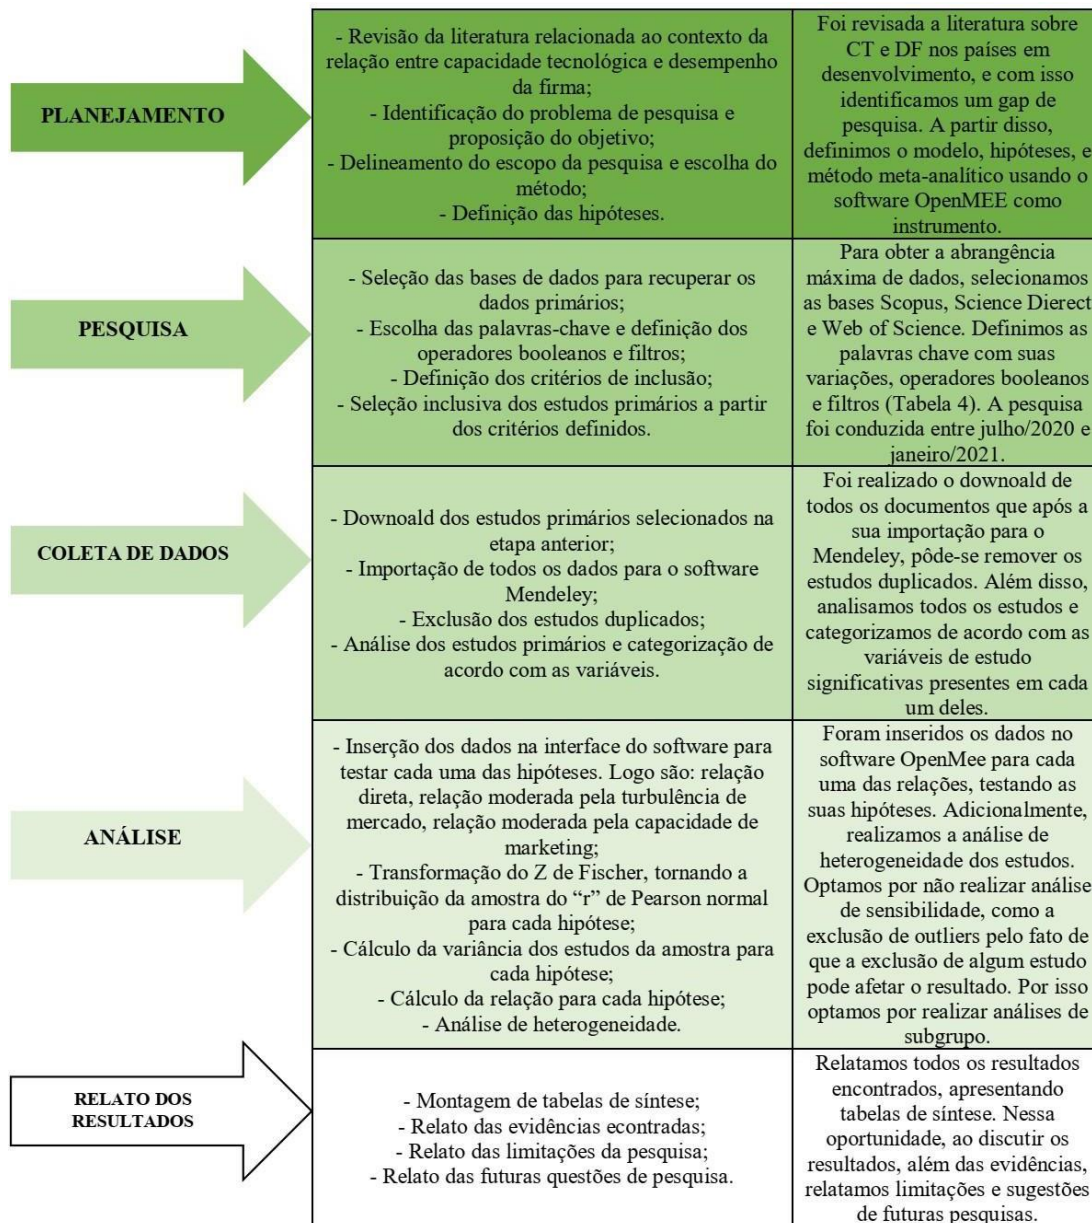 PLANEJAMENTO
- Revisão da literatura relacionada ao contexto da
relação entre capacidade tecnológica e desempenho
da firma;
- Identificação do problema de pesquisa e
proposição do objetivo;
- Delineamento do escopo da pesquisa e escolha do
método;
- Definição das hipóteses.
Foi revisada a literatura sobre
CT e DF nos países em
desenvolvimento, e com isso
identificamos um gap de
pesquisa. A partir disso,
definimos o modelo, hipóteses, e
método meta-analítico usando o
software OpenMEE como
instrumento.
PESQUISA
- Seleção das bases de dados para recuperar os
dados primários;
- Escolha das palavras-chave e definição dos
operadores booleanos e filtros;
- Definição dos critérios de inclusão;
- Seleção inclusiva dos estudos primários a partir
dos critérios definidos.
Para obter a abrangência
máxima de dados, selecionamos
as bases Scopus, Science Dierect
e Web of Science. Definimos as
palavras chave com suas
variações, operadores booleanos
e filtros (Tabela 4). A pesquisa
foi conduzida entre julho/2020 e
janeiro/2021.
COLETA DE DADOS
- Downoald dos estudos primários selecionados na
etapa anterior;
- Importação de todos os dados para o software
Mendeley;
- Exclusão dos estudos duplicados;
- Análise dos estudos primários e categorização de
acordo com as variáveis.
Foi realizado o downoald de
todos os documentos que após a
sua importação para o
Mendeley, pôde-se remover os
estudos duplicados. Além disso,
analisamos todos os estudos e
categorizamos de acordo com as
variáveis de estudo
significativas presentes em cada
um deles.
ANÁLISE
- Inserção dos dados na interface do software para
testar cada uma das hipóteses. Logo são: relação
direta, relação moderada pela turbulência de
mercado, relação moderada pela capacidade de
marketing;
- Transformação do Z de Fischer, tornando a
distribuição da amostra do “r” de Pearson normal
para cada hipótese;
- Cálculo da variância dos estudos da amostra para
cada hipótese;
- Cálculo da relação para cada hipótese;
- Análise de heterogeneidade.
Foram inseridos os dados no
software OpenMee para cada
uma das relações, testando as
suas hipóteses. Adicionalmente,
realizamos a análise de
heterogeneidade dos estudos.
Optamos por não realizar análise
de sensibilidade, como a
exclusão de outliers pelo fato de
que a exclusão de algum estudo
pode afetar o resultado. Por isso
optamos por realizar análises de
subgrupo.
RELATO DOS
RESULTADOS
- Montagem de tabelas de síntese;
- Relato das evidências econtradas;
- Relato das limitações da pesquisa;
- Relato das futuras questões de pesquisa.
Relatamos todos os resultados
encontrados, apresentando
tabelas de síntese. Nessa
oportunidade, ao discutir os
resultados, além das evidências,
relatamos limitações e sugestões
de futuras pesquisas.